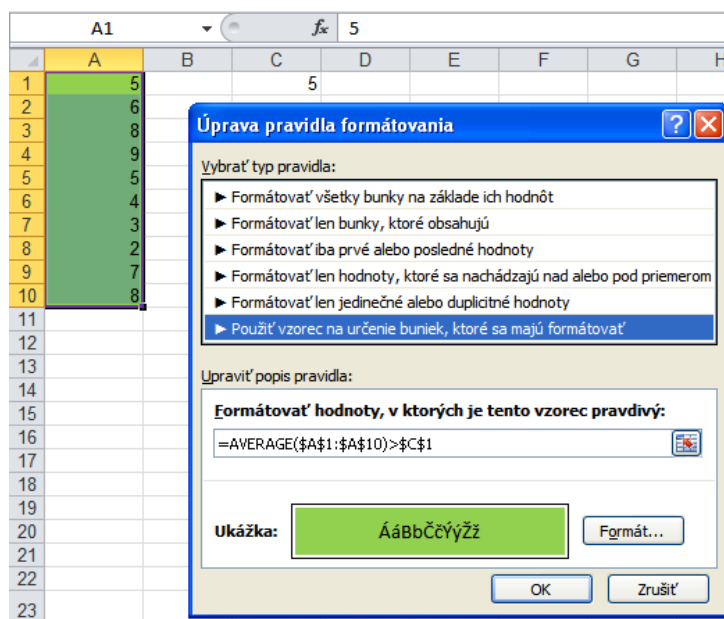 A1 fx 5
A B C D E F G H
1 5 5
2 6
3 8
4 9
5 5
6 4
7 3
8 2
9 7
10 8
11
12
13
14
15
16
17
18
19
20
21
22
23
Úprava pravidla formátovania
Vybrať typ pravidla:
► Formátovať všetky bunky na základe ich hodnôt
► Formátovať len bunky, ktoré obsahujú
► Formátovať iba prvé alebo posledné hodnoty
► Formátovať len hodnoty, ktoré sa nachádzajú nad alebo pod priemerom
► Formátovať len jedinečné alebo duplicitné hodnoty
► Použiť vzorec na určenie buniek, ktoré sa majú formátovať
Upraviť popis pravidla:
Formátovať hodnoty, v ktorých je tento vzorec pravdivý:
=AVERAGE($A$1:$A$10)>$C$1
Ukážka: ÁáBbČčÝýŽž Formát...
OK Zrušiť